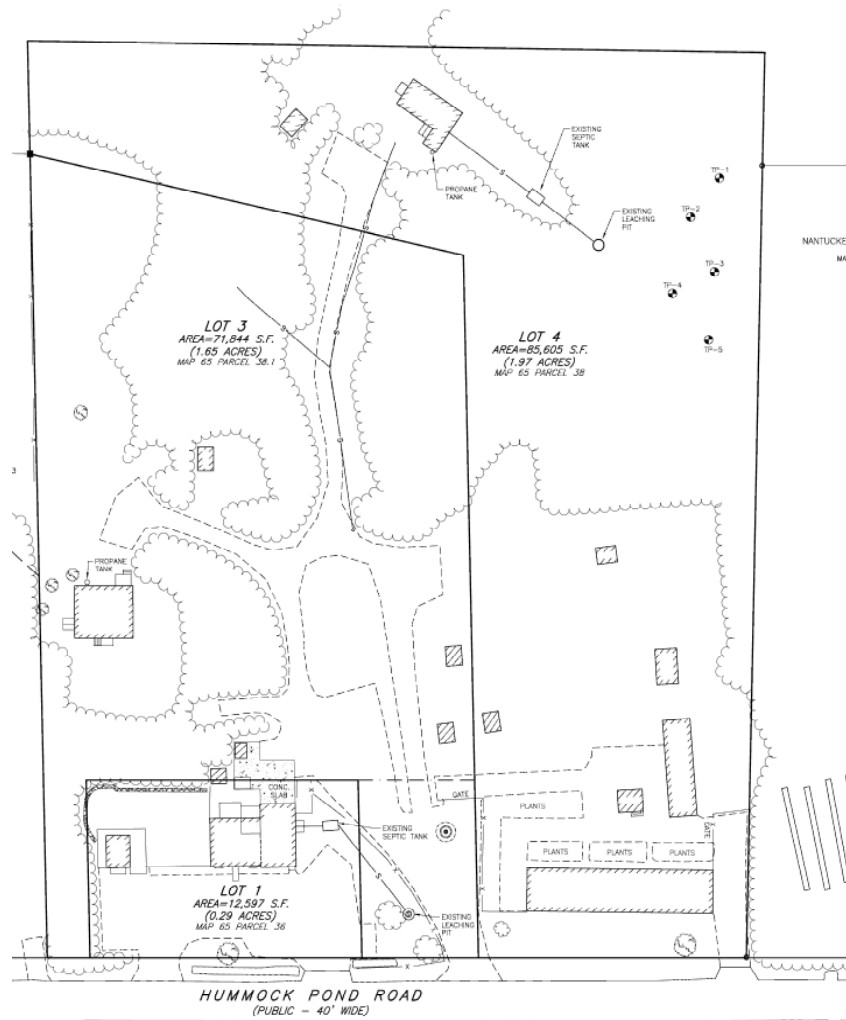 EXISTING
SEPTIC
TANK
PROPANE
TANK
EXISTING
LEACHING
PIT
TP-1
TP-2
TP-3
TP-4
TP-5
NANTUCKE
MA
LOT 3
AREA=71,844 S.F.
(1.65 ACRES)
MAP 65 PARCEL 38.1
LOT 4
AREA=85,605 S.F.
(1.97 ACRES)
MAP 65 PARCEL 38
S
S
S
S
S
3
PROPANE
TANK
CONC.
SLAB
GATE
PLANTS
EXISTING
SEPTIC TANK
GATE
PLANTS
PLANTS
PLANTS
S
LOT 1
AREA=12,597 S.F.
(0.29 ACRES)
MAP 65 PARCEL 36
EXISTING
LEACHING
PIT
HUMMOCK POND ROAD
(PUBLIC - 40' WIDE)